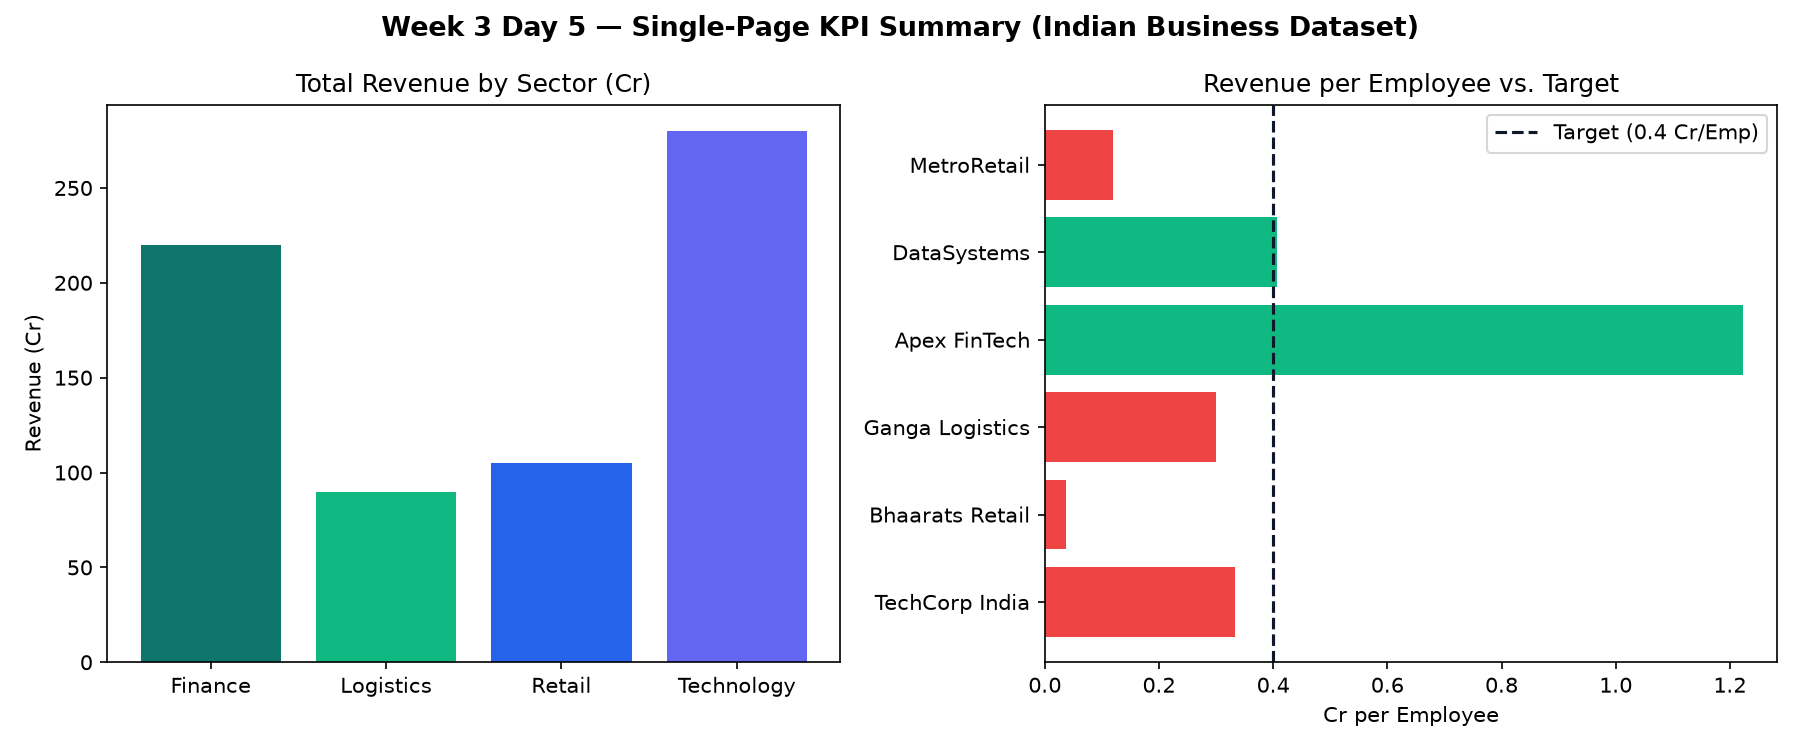 Week 3 Day 5 — Single-Page KPI Summary (Indian Business Dataset)
Total Revenue by Sector (Cr)
Revenue (Cr)
250
200
150
100
50
0
Finance
Logistics
Retail
Technology
Revenue per Employee vs. Target
Target (0.4 Cr/Emp)
MetroRetail
DataSystems
Apex FinTech
Ganga Logistics
Bhaarats Retail
TechCorp India
0.0
0.2
0.4
0.6
0.8
1.0
1.2
Cr per Employee